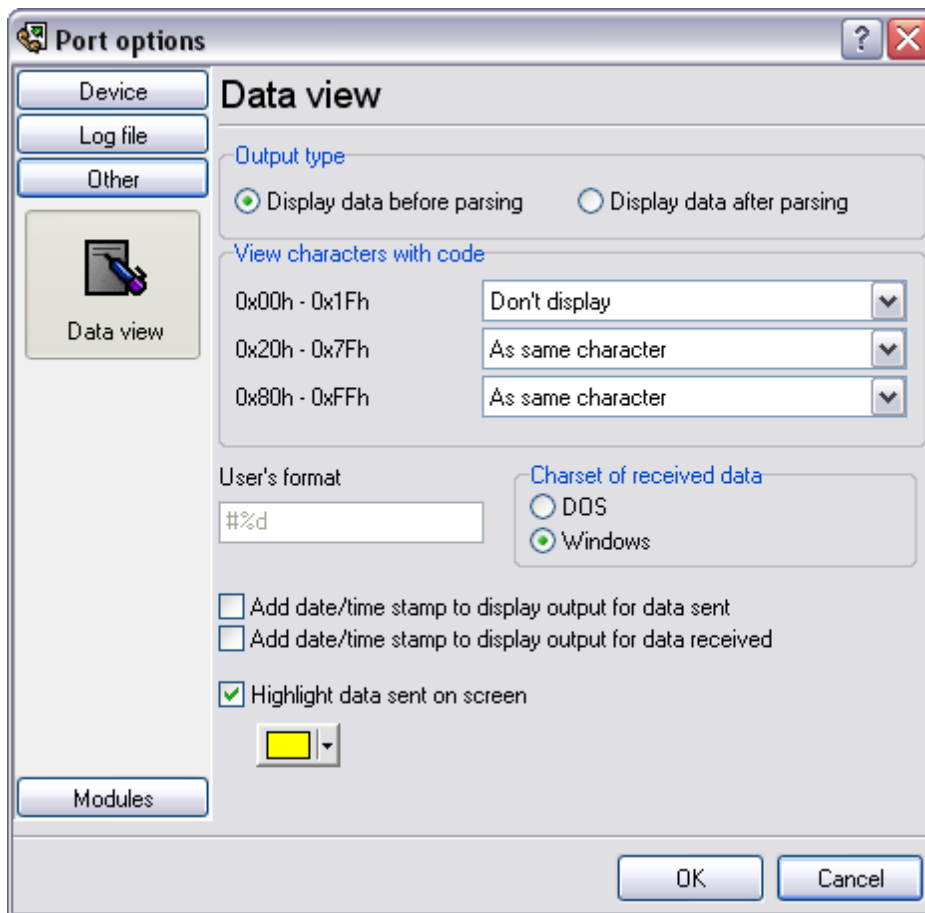 Port options
Device
Log file
Other
Data view
Modules
Data view
Output type
Display data before parsing
Display data after parsing
View characters with code
0x00h - 0x1Fh
Don't display
0x20h - 0x7Fh
As same character
0x80h - 0xFFh
As same character
User's format
#%d
Charset of received data
DOS
Windows
Add date/time stamp to display output for data sent
Add date/time stamp to display output for data received
Highlight data sent on screen
OK
Cancel